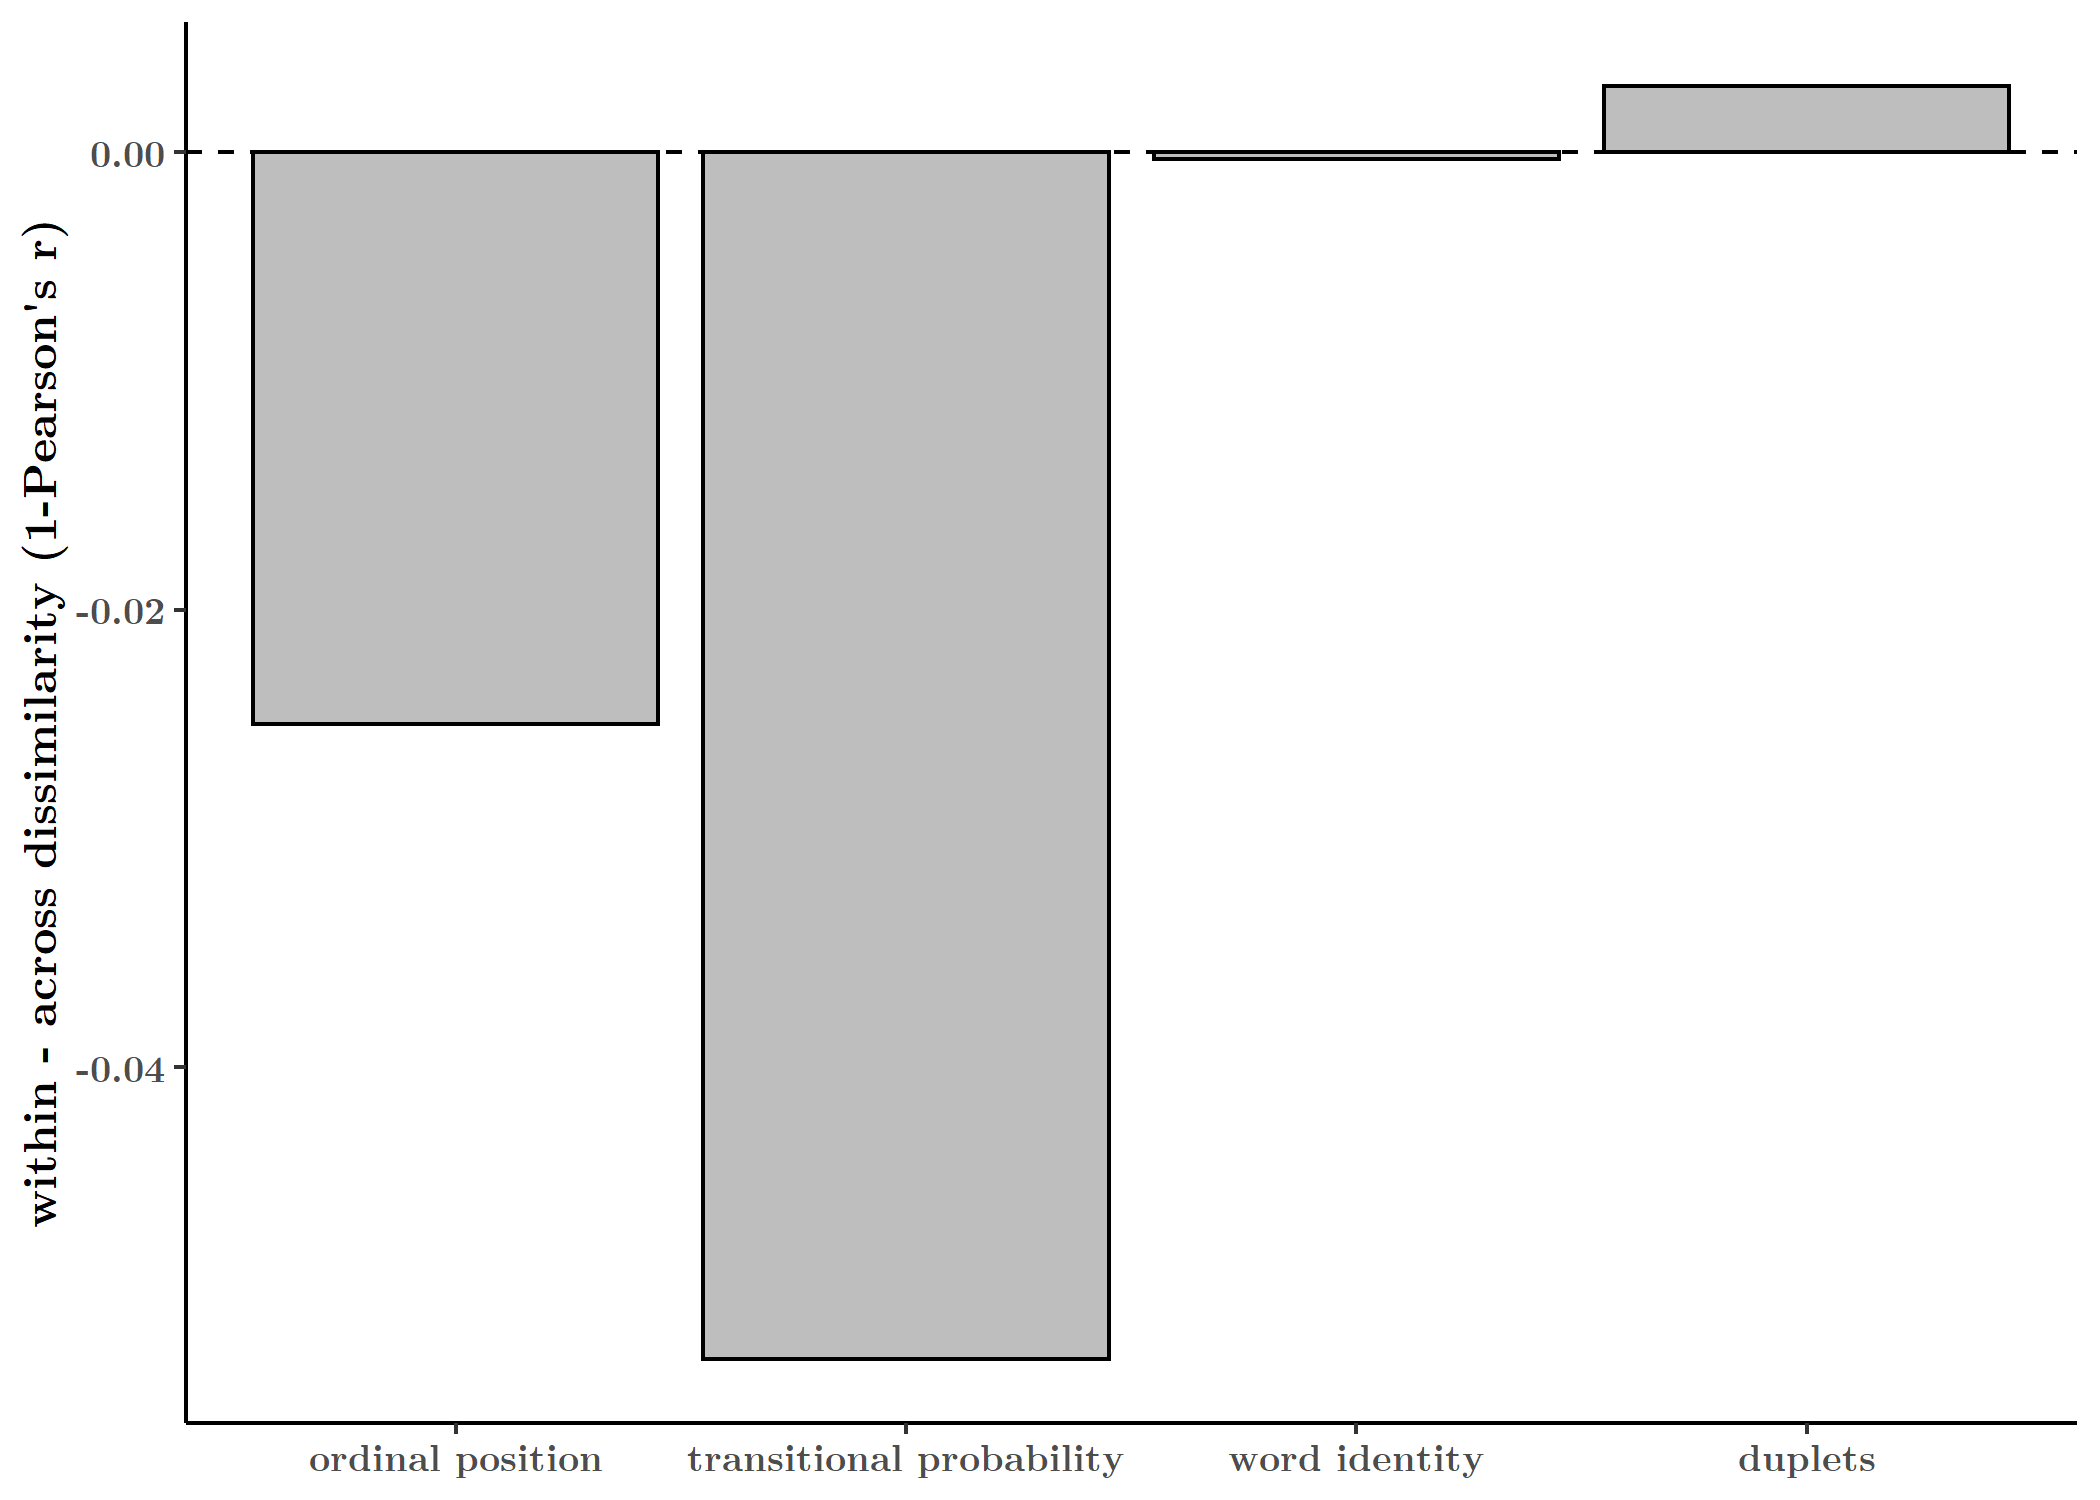 within - across dissimilarity (1-Pearson's r)
0.00
-0.02
-0.04
ordinal position
transitional probability
word identity
duplets